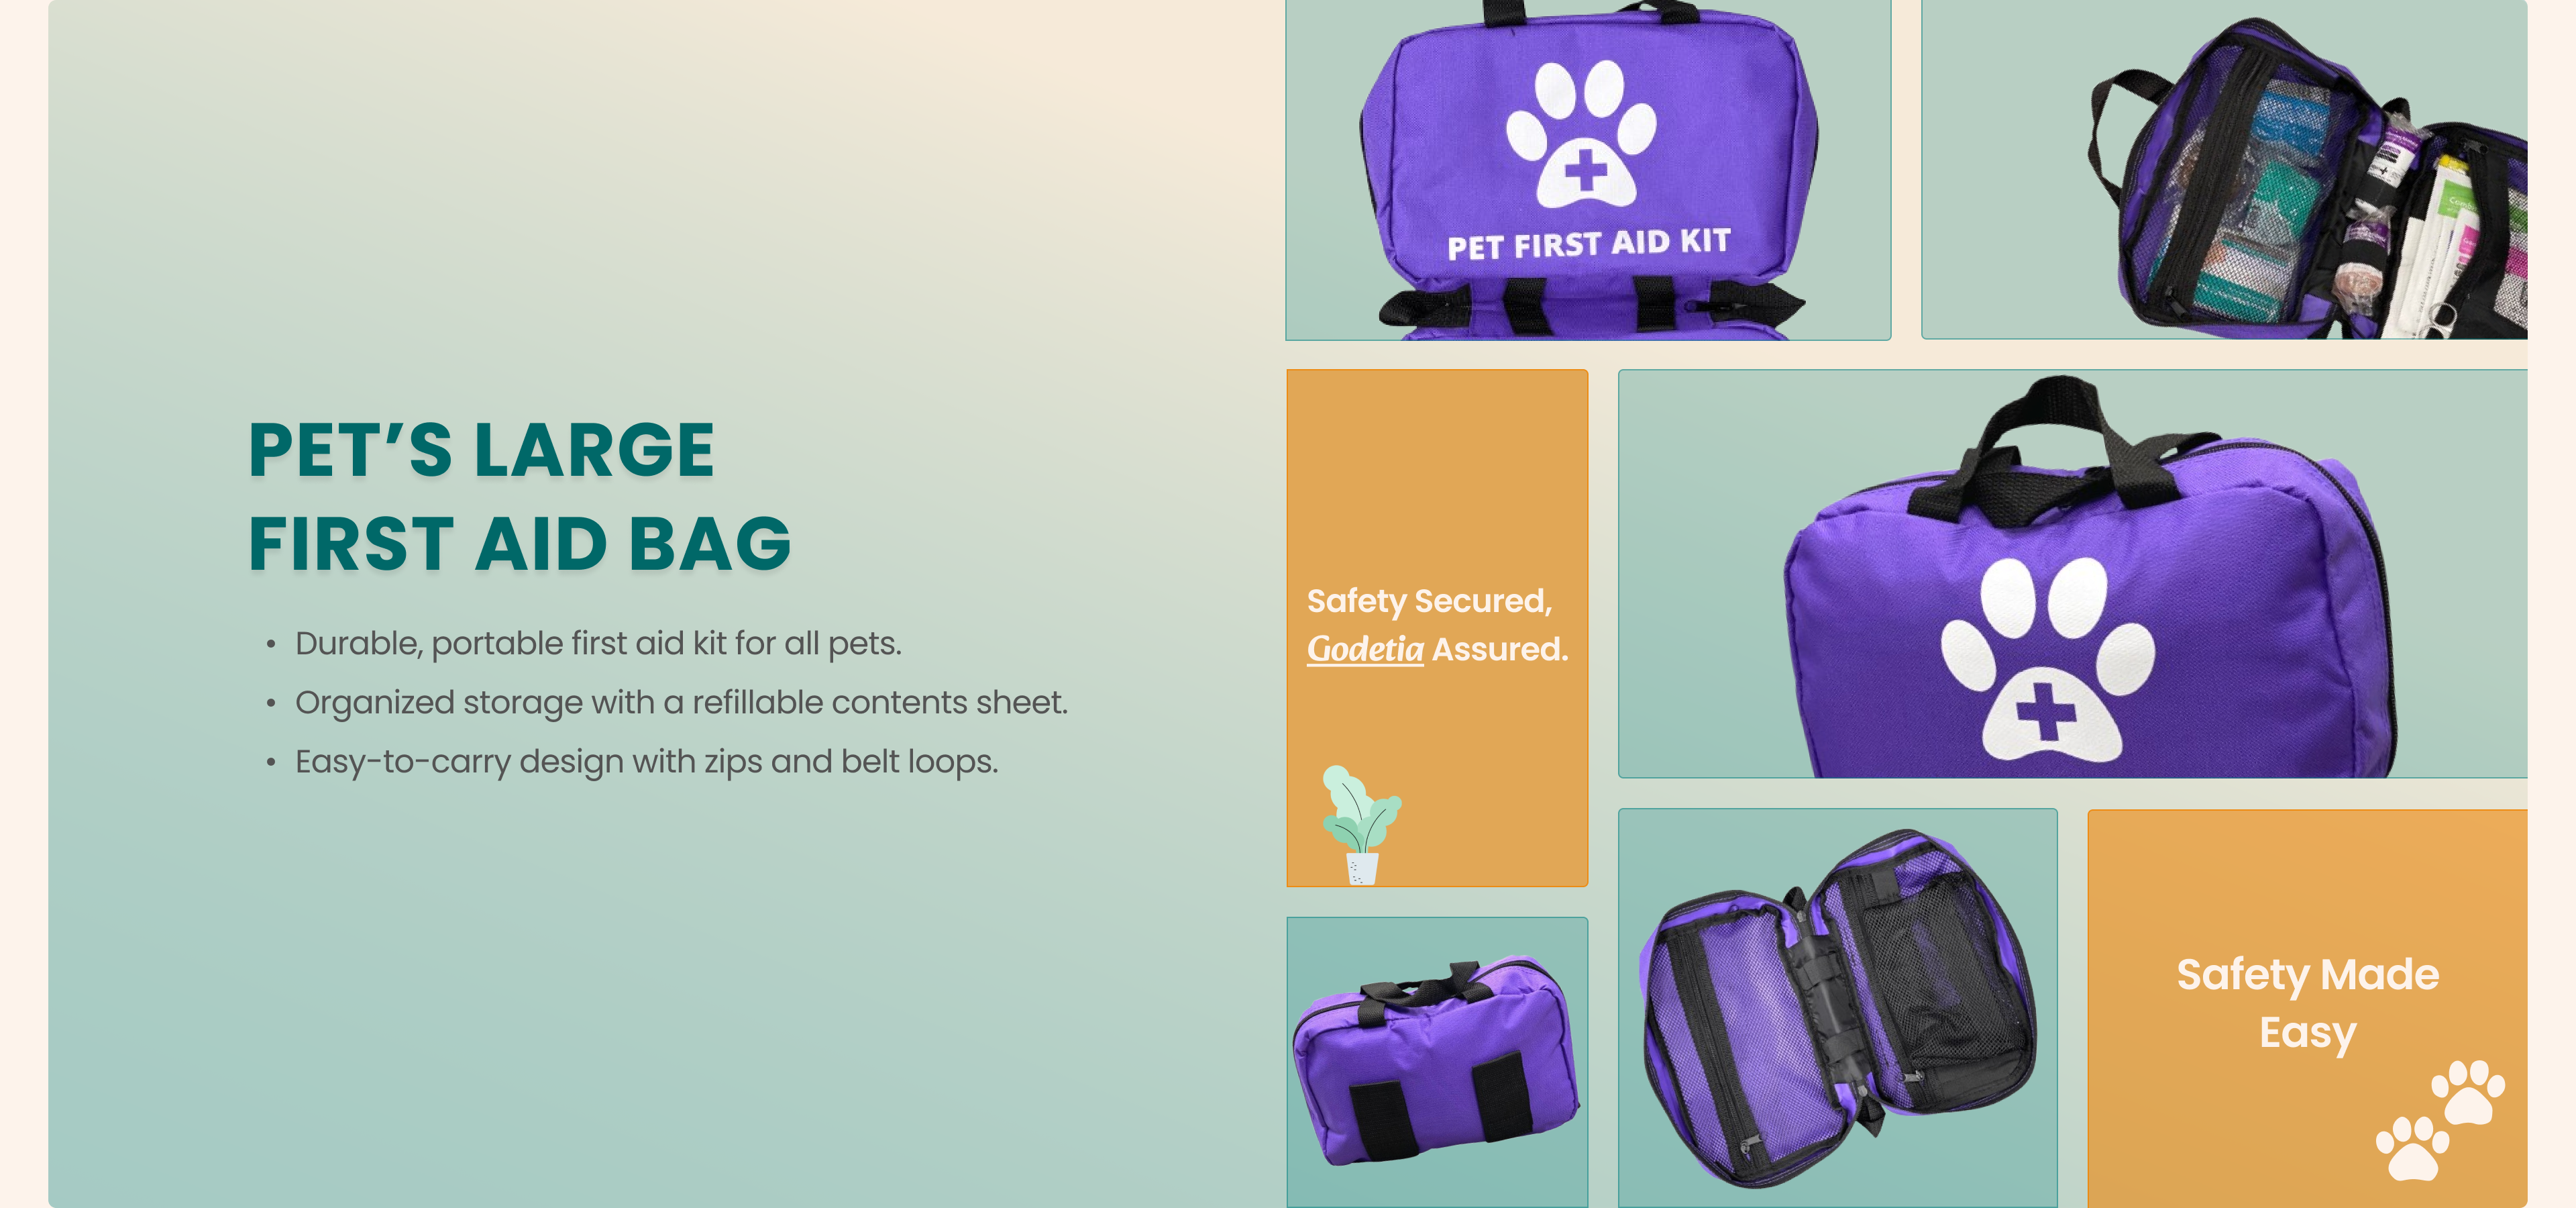 PET FIRST AID KIT
PET’S LARGE
FIRST AID BAG
• Durable, portable first aid kit for all pets.
• Organized storage with a refillable contents sheet.
• Easy-to-carry design with zips and belt loops.
Safety Secured,
Godetia Assured.
Safety Made
Easy